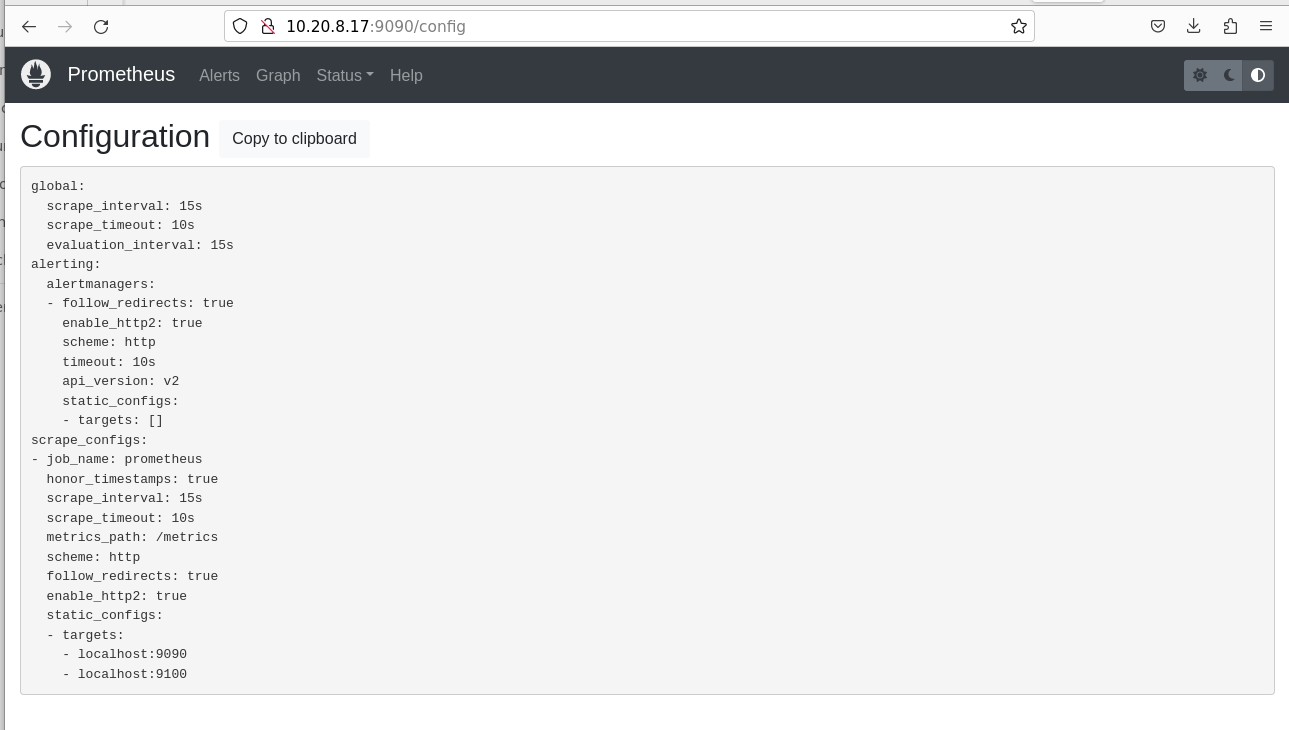 10.20.8.17:9090/config
Prometheus Alerts Graph Status Help
Configuration Copy to clipboard
global:
  scrape_interval: 15s
  scrape_timeout: 10s
  evaluation_interval: 15s
alerting:
  alertmanagers:
  - follow_redirects: true
    enable_http2: true
    scheme: http
    timeout: 10s
    api_version: v2
    static_configs:
    - targets: []
scrape_configs:
- job_name: prometheus
  honor_timestamps: true
  scrape_interval: 15s
  scrape_timeout: 10s
  metrics_path: /metrics
  scheme: http
  follow_redirects: true
  enable_http2: true
  static_configs:
  - targets:
    - localhost:9090
    - localhost:9100